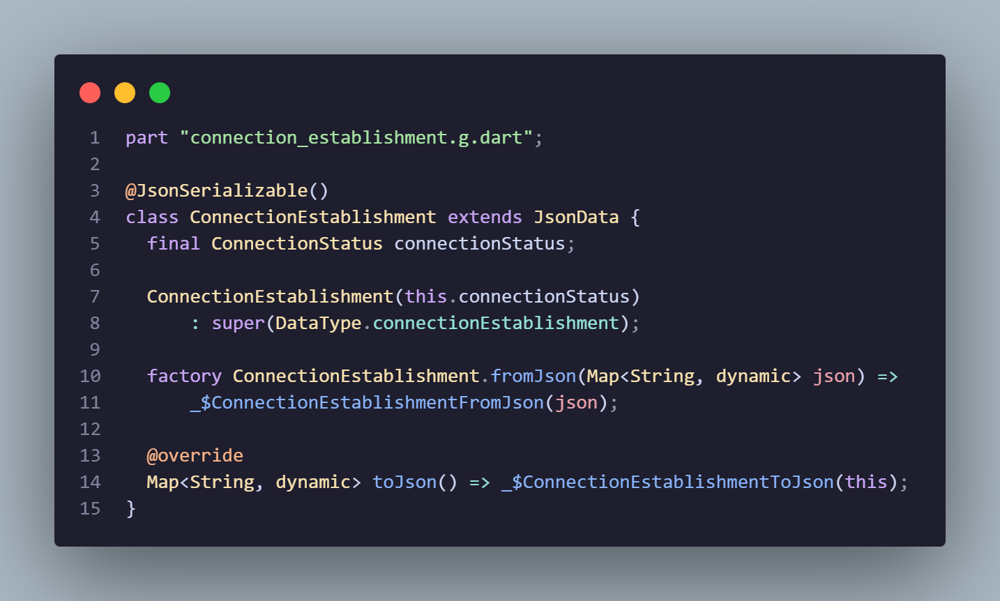 1 part "connection_establishment.g.dart";
2
3 @JsonSerializable()
4 class ConnectionEstablishment extends JsonData {
5   final ConnectionStatus connectionStatus;
6
7   ConnectionEstablishment(this.connectionStatus)
8       : super(DataType.connectionEstablishment);
9
10   factory ConnectionEstablishment.fromJson(Map<String, dynamic> json) =>
11       _$ConnectionEstablishmentFromJson(json);
12
13   @override
14   Map<String, dynamic> toJson() => _$ConnectionEstablishmentToJson(this);
15 }